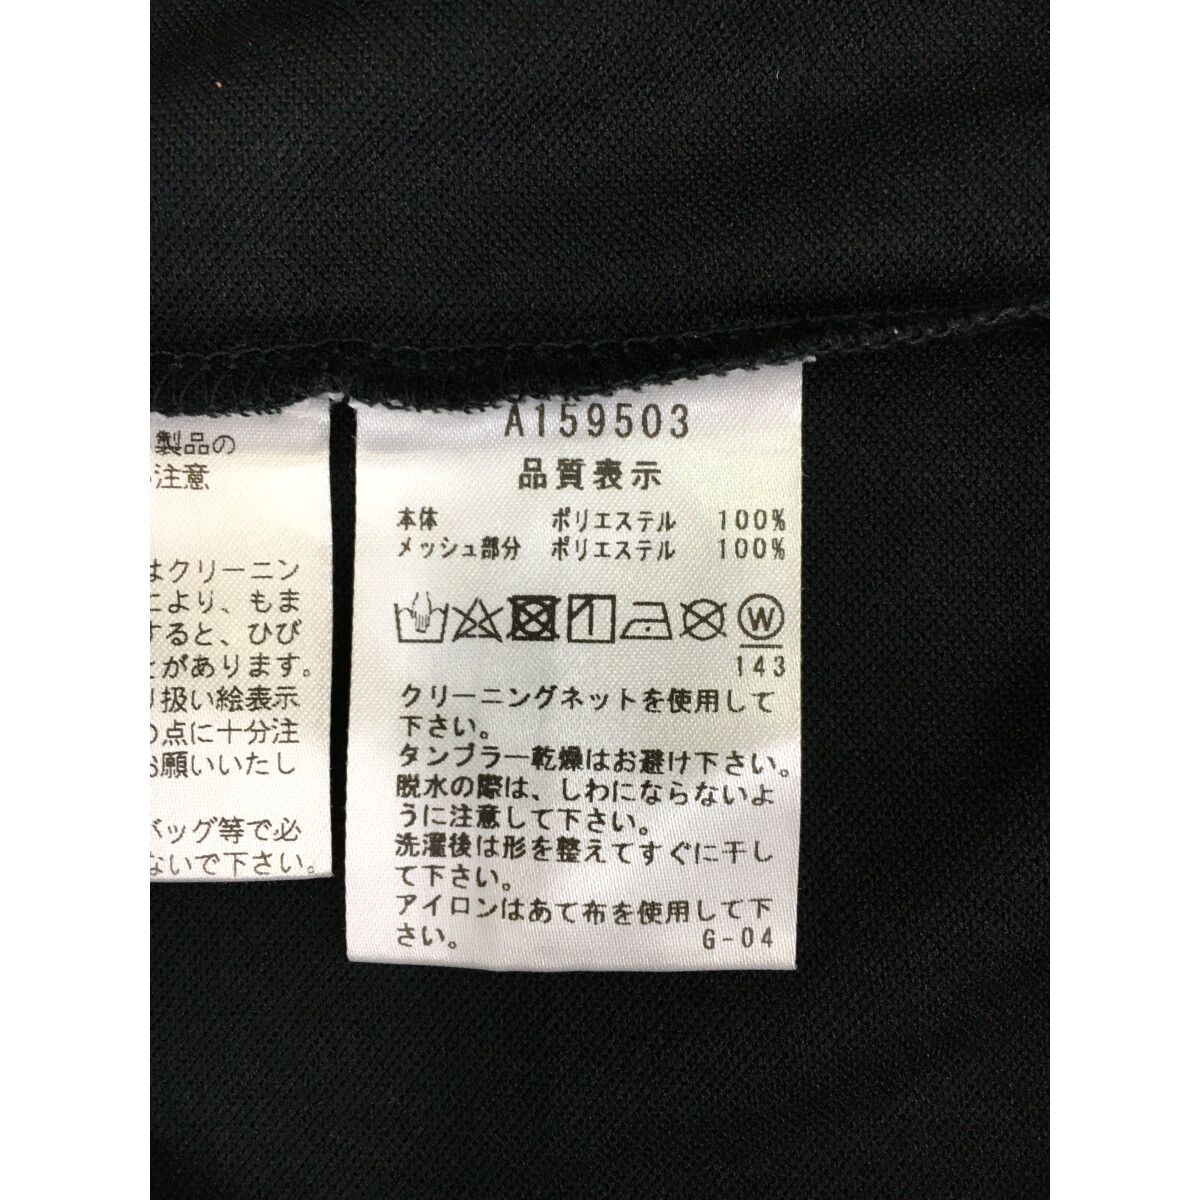 製品の
注意
はクリーニン
により、もま
すると、ひび
とがあります。
り扱い絵表示
の点に十分注
お願いいたし
バッグ等で必
ないで下さい。
A159503
品質表示
本体 ポリエステル 100%
メッシュ部分 ポリエステル 100%
W
143
クリーニングネットを使用して
下さい。
タンブラー乾燥はお避け下さい。
脱水の際は、しわにならないよ
うに注意して下さい。
洗濯後は形を整えてすぐに干し
て下さい。
アイロンはあて布を使用して下
さい。 G-04